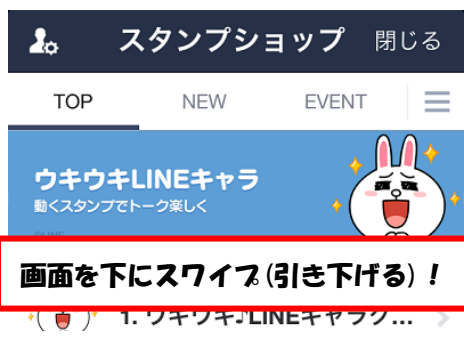 スタンプショップ 閉じる
TOP NEW EVENT
ウキウキLINEキャラ
動くスタンプでトーク楽しく
画面を下にスワイプ(引き下げる)!
1. ウキウキ♪LINEキャラク...